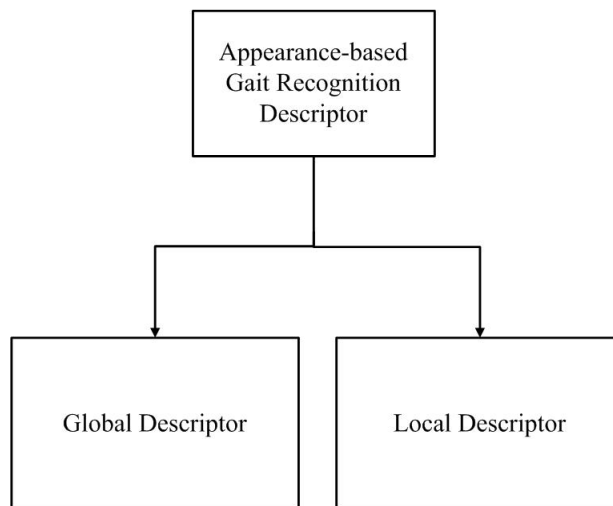 Appearance-based
Gait Recognition
Descriptor
Global Descriptor
Local Descriptor